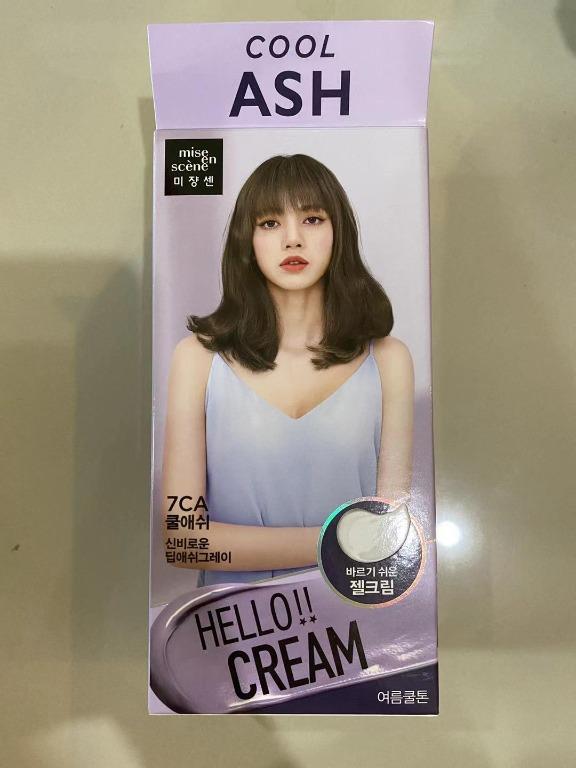 COOL
ASH
mise
en
scène
미쟝센
7CA
쿨애쉬
신비로운
딥애쉬그레이
바르기 쉬운
젤크림
HELLO!!
CREAM
여름쿨톤